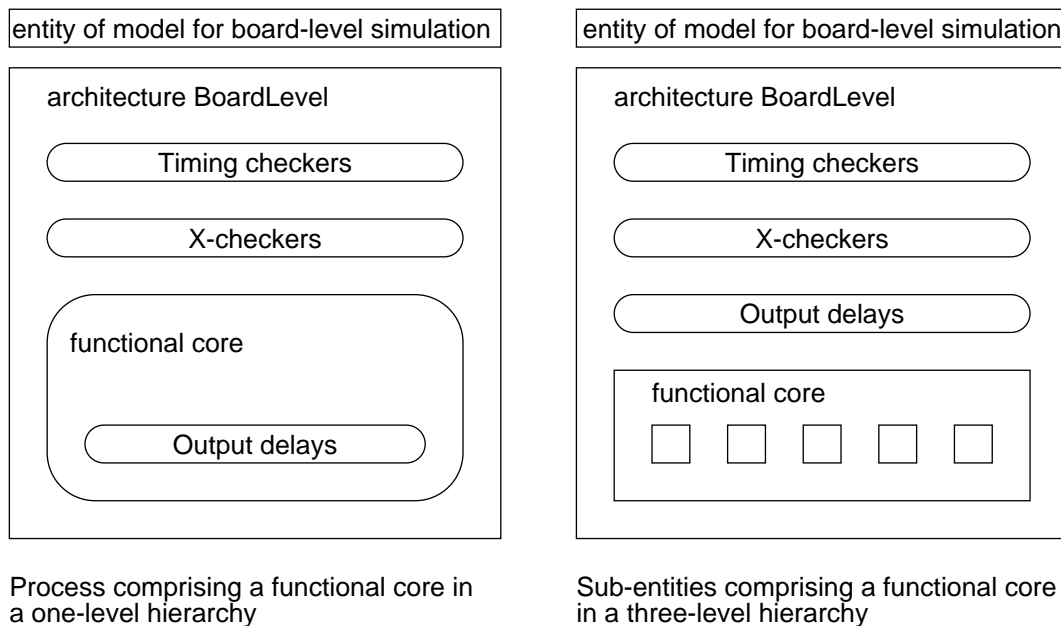 entity of model for board-level simulation
architecture BoardLevel
Timing checkers
X-checkers
functional core
Output delays
Process comprising a functional core in
a one-level hierarchy
entity of model for board-level simulation
architecture BoardLevel
Timing checkers
X-checkers
Output delays
functional core
Sub-entities comprising a functional core
in a three-level hierarchy